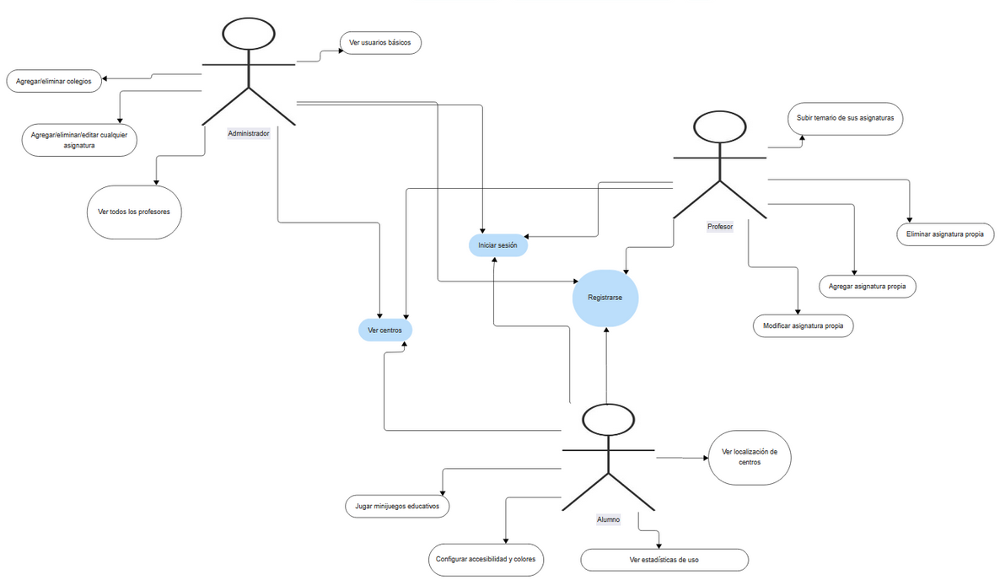 Ver usuarios básicos
Agregar/eliminar colegios
Agregar/eliminar/editar cualquier
asignatura
Administrador
Ver todos los profesores
Subir temario de sus asignaturas
Profesor
Eliminar asignatura propia
Iniciar sesión
Agregar asignatura propia
Registrarse
Modificar asignatura propia
Ver centros
Ver localización de
centros
Jugar minijuegos educativos
Alumno
Configurar accesibilidad y colores
Ver estadísticas de uso